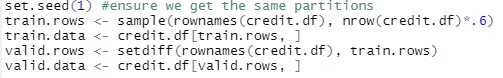 set.seed(1) #ensure we get the same partitions
train.rows <- sample(rownames(credit.df), nrow(credit.df)*.6)
train.data <- credit.df[train.rows, ]
valid.rows <- setdiff(rownames(credit.df), train.rows)
valid.data <- credit.df[valid.rows, ]